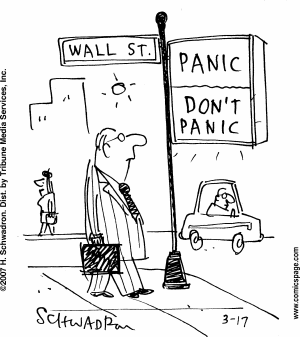 WALL ST.
PANIC
DON'T
PANIC
SCHWADRON
3-17
©2007 H. Schwadron. Dist. by Tribune Media Services, Inc.
www.comicspage.com